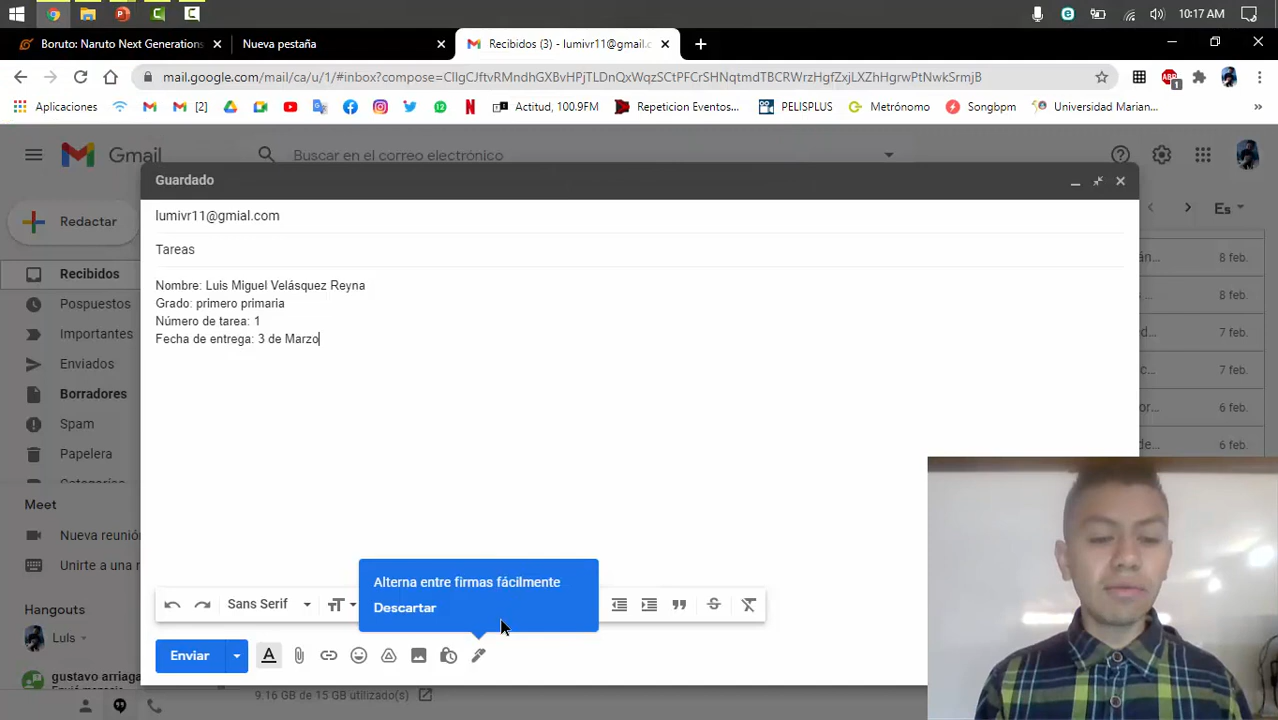 10:17 AM
Boruto: Naruto Next Generations
Nueva pestaña
Recibidos (3) - lumivr11@gmail.c
mail.google.com/mail/ca/u/1/#inbox?compose=CllgCJftvRMndhGXBvHPjTLDnQxWqzSCtPFCrSHNqtmdTBCRWrzHgfZxjLXZhHgrwPtNwkSrmjB
1
Aplicaciones
[2]
Actitud, 100.9FM
Repeticion Eventos...
PELISPLUS
Metrónomo
Songbpm
Universidad Marian...
Gmail
Buscar en el correo electrónico
Guardado
Redactar
lumivr11@gmial.com
Es
Tareas
Recibidos
Nombre: Luis Miguel Velásquez Reyna
Grado: primero primaria
Número de tarea: 1
Fecha de entrega: 3 de Marzo
Pospuestos
Importantes
Enviados
Borradores
Spam
Papelera
8 feb.
8 feb.
7 feb.
7 feb.
6 feb.
6 feb.
Meet
Nueva reunió
Unirte a una r
Hangouts
Luis
gustavo arriaga
Alterna entre firmas fácilmente
Descartar
Sans Serif
Enviar
9.16 GB de 15 GB utilizado(s)